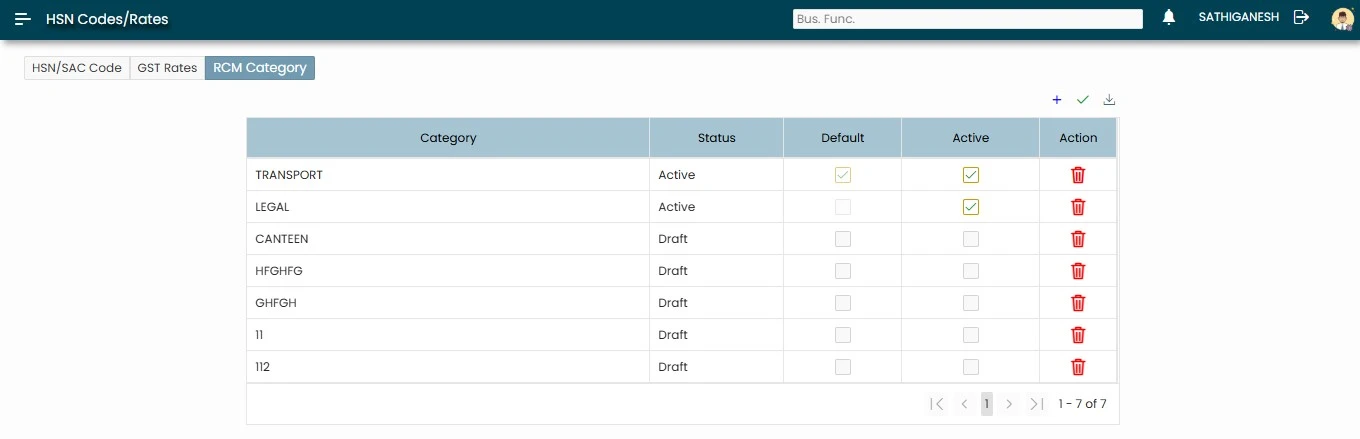 HSN Codes/Rates Bus. Func. SATHIGANESH
HSN/SAC Code GST Rates RCM Category
Category Status Default Active Action
TRANSPORT Active
LEGAL Active
CANTEEN Draft
HFGHFG Draft
GHFGH Draft
11 Draft
112 Draft
1 1 - 7 of 7